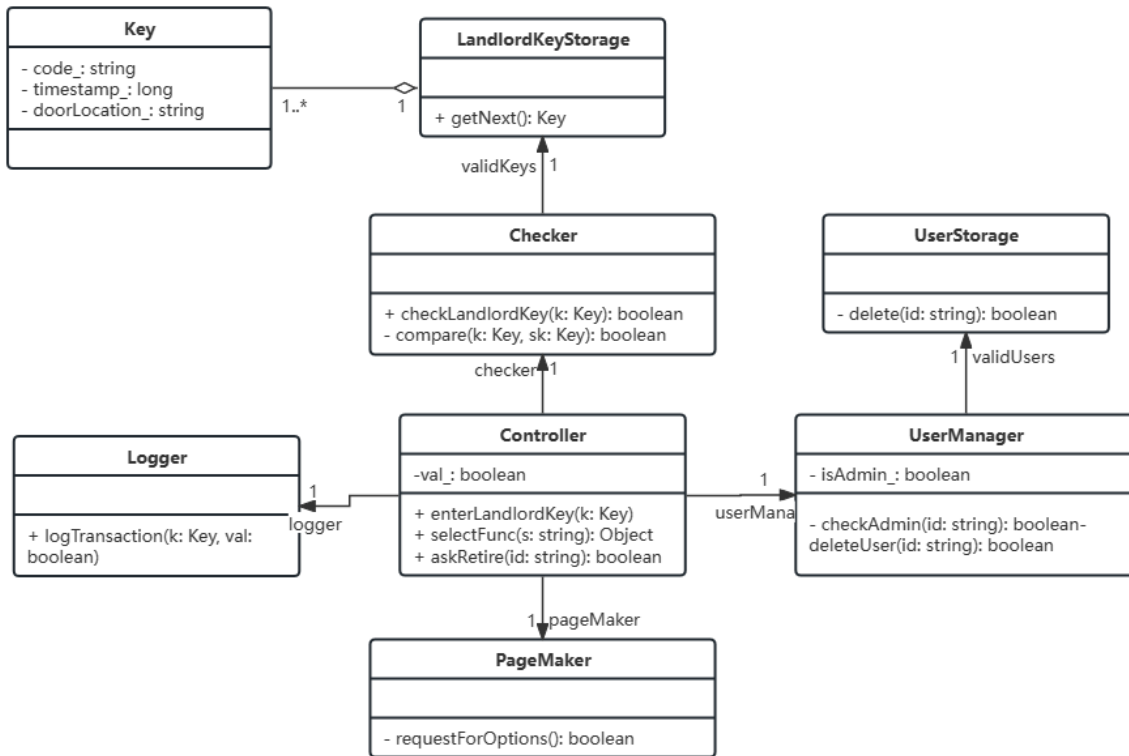 Key
- code_: string
- timestamp_: long
- doorLocation_: string
1..*
1
LandlordKeyStorage
+ getNext(): Key
validKeys
1
Checker
+ checkLandlordKey(k: Key): boolean
- compare(k: Key, sk: Key): boolean
checker
1
UserStorage
- delete(id: string): boolean
1
validUsers
Logger
+ logTransaction(k: Key, val:
boolean)
1
logger
Controller
-val_: boolean
+ enterLandlordKey(k: Key)
+ selectFunc(s: string): Object
+ askRetire(id: string): boolean
1
userMana
UserManager
- isAdmin_: boolean
- checkAdmin(id: string): boolean-
deleteUser(id: string): boolean
1
pageMaker
PageMaker
- requestForOptions(): boolean